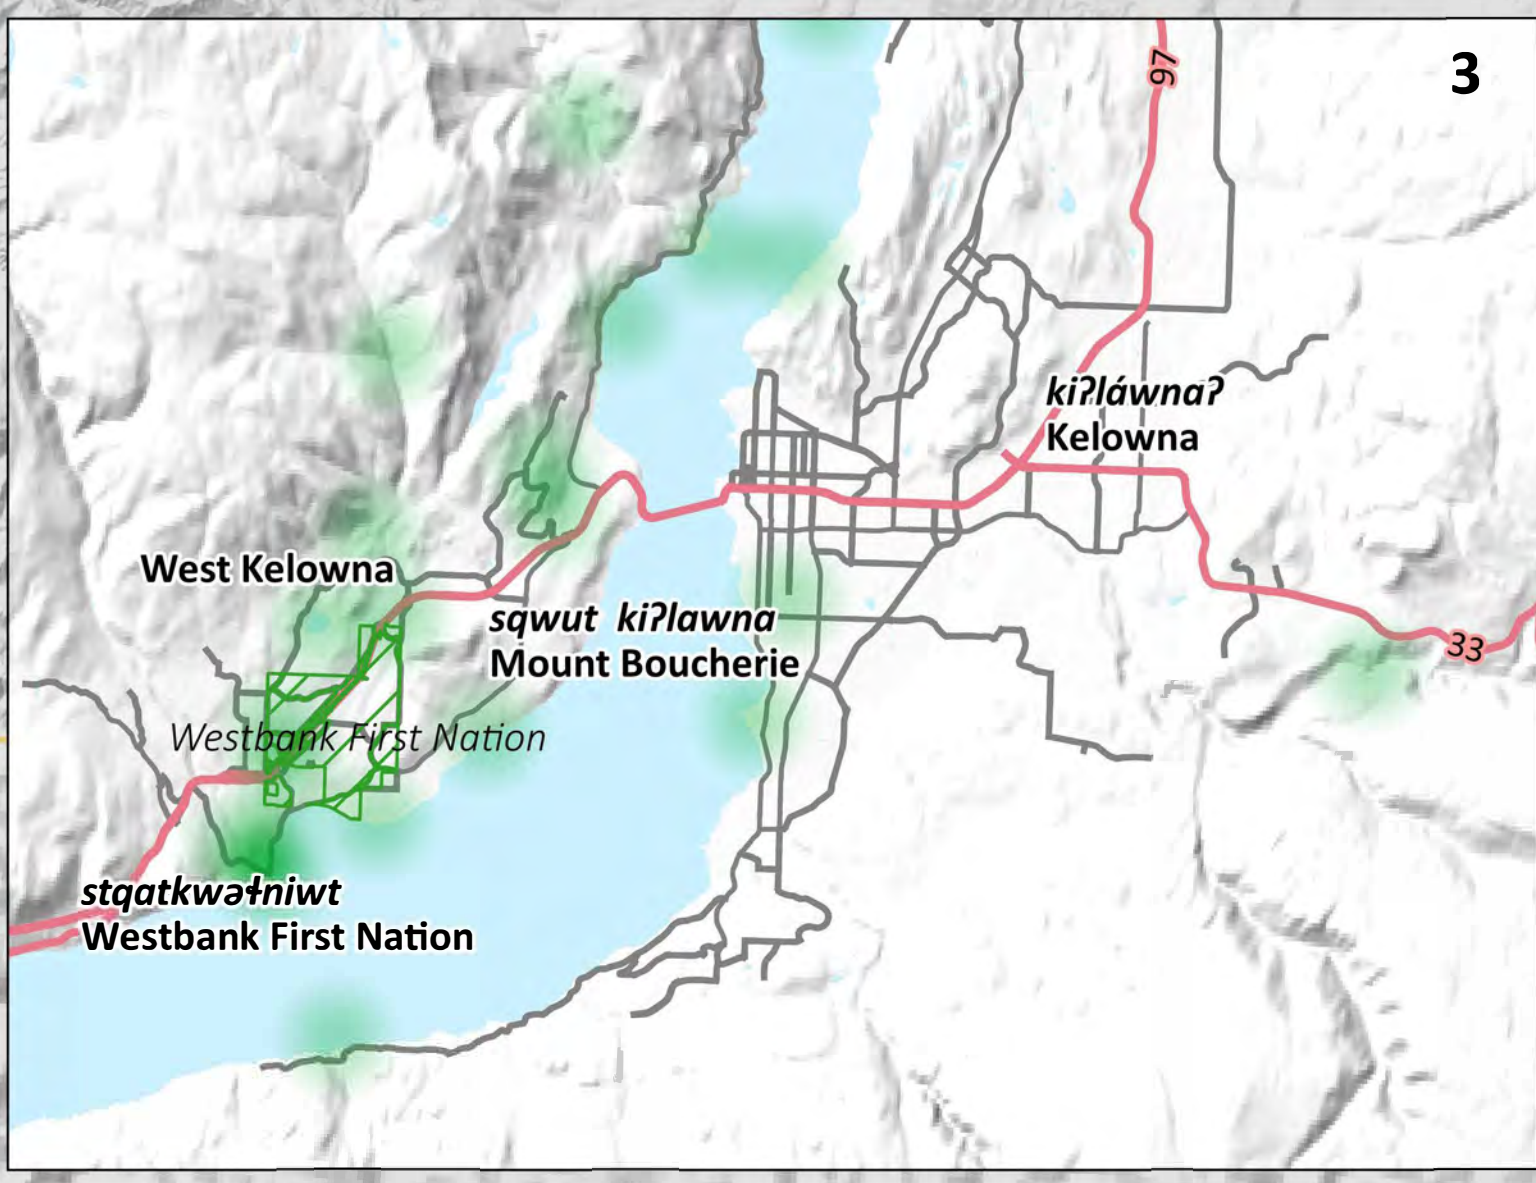 3
97
kiʔláwnaʔ
Kelowna
West Kelowna
sqwut kiʔlawna
Mount Boucherie
33
Westbank First Nation
stqatkwəɬniwt
Westbank First Nation